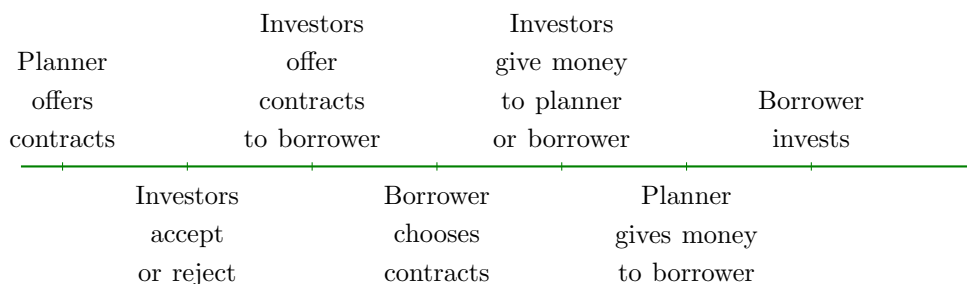 Planner
offers
contracts
Investors
accept
or reject
Investors
offer
contracts
to borrower
Borrower
chooses
contracts
Investors
give money
to planner
or borrower
Planner
gives money
to borrower
Borrower
invests